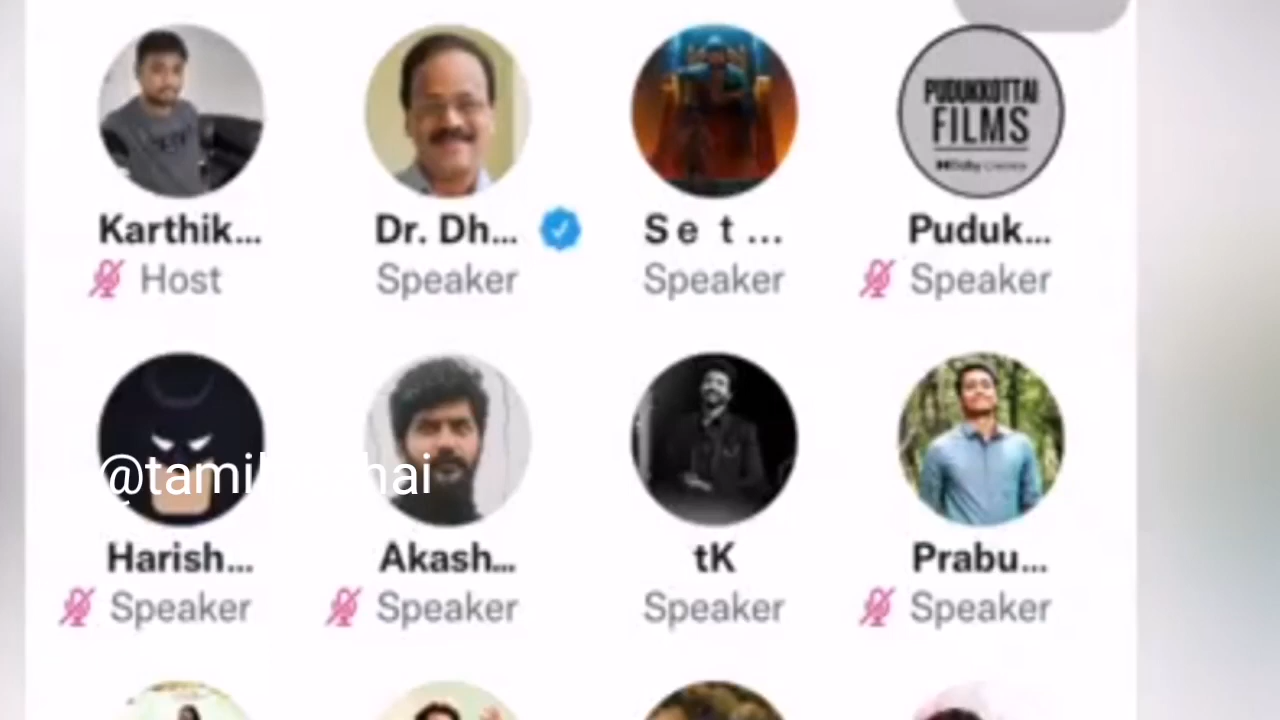 PUDUKKOTTAI
FILMS
Karthik... Dr. Dh... S e t ... Puduk...
Host Speaker Speaker Speaker
Harish... Akash... tK Prabu...
Speaker Speaker Speaker Speaker